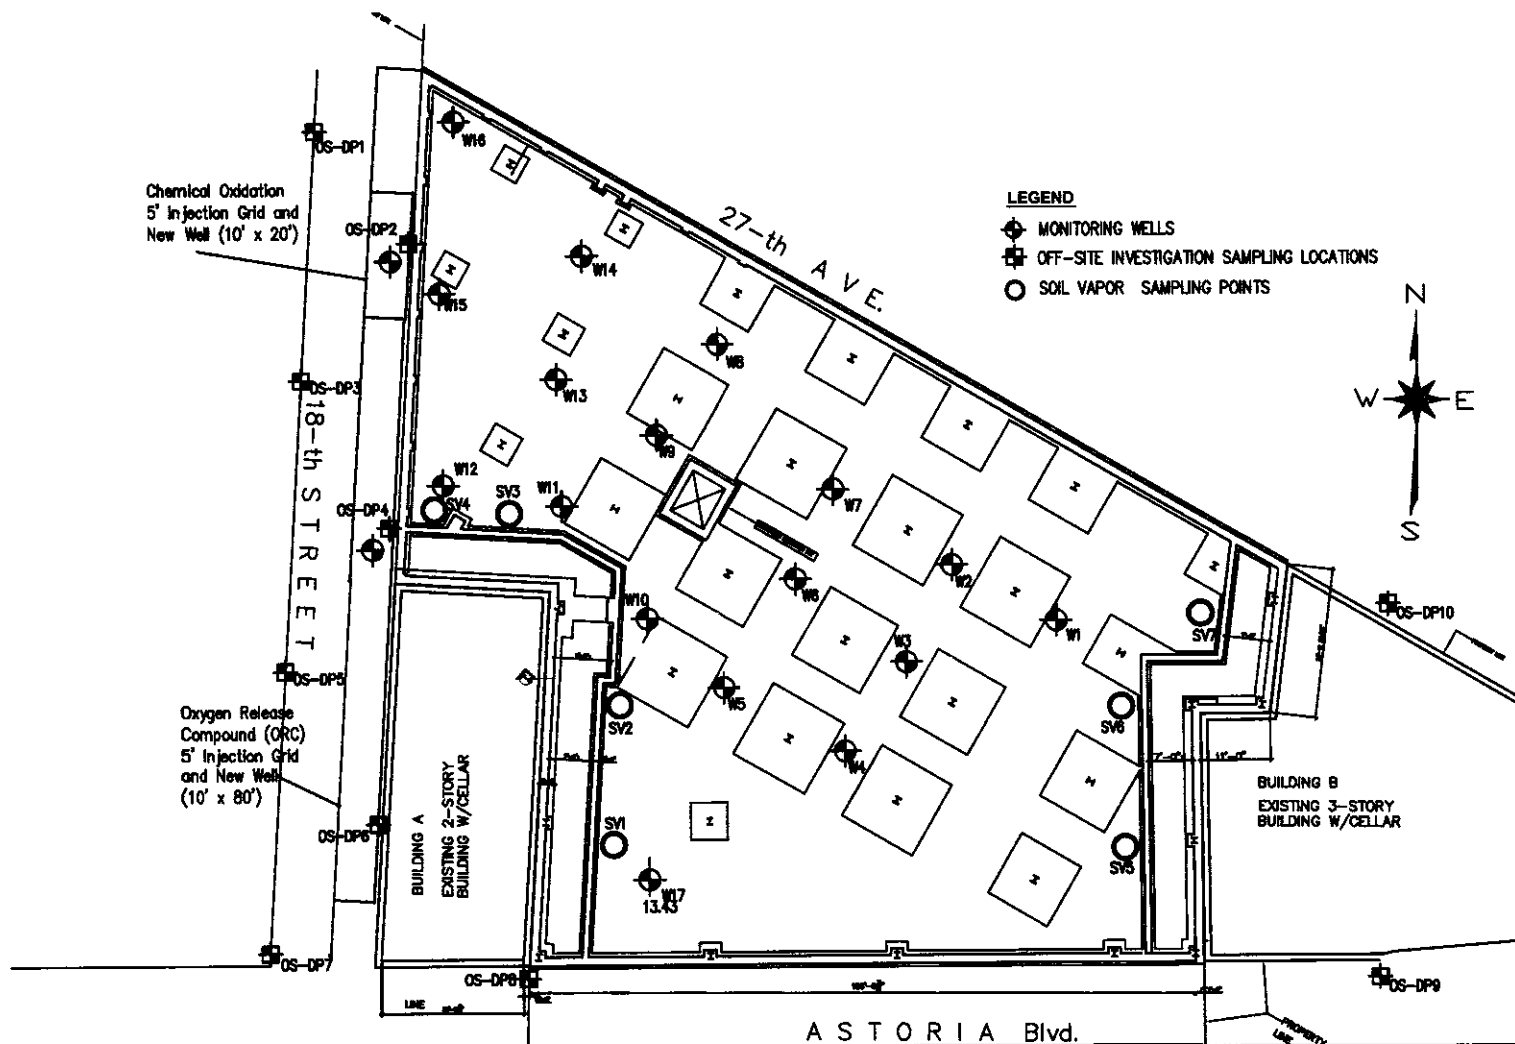 OS-DP1
W16
Chemical Oxidation
5' Injection Grid and
New Well (10' x 20')
OS-DP2
W15
W14
27-th AVE.
LEGEND
MONITORING WELLS
OFF-SITE INVESTIGATION SAMPLING LOCATIONS
SOIL VAPOR SAMPLING POINTS
N
W E
S
W8
OS-DP3
W13
18-th STREET
W9
W12
SV4
SV3
W11
W7
OS-DP4
W2
W6
W10
W1
W3
SV7
OS-DP10
OS-DP5
W5
SV2
SV6
Oxygen Release
Compound (ORC)
5' Injection Grid
and New Well
(10' x 80')
W4
BUILDING A
EXISTING 2-STORY
BUILDING W/CELLAR
BUILDING B
EXISTING 3-STORY
BUILDING W/CELLAR
OS-DP6
SV1
SV5
W17
13.43
OS-DP7
OS-DP8
OS-DP9
LINE
ASTORIA Blvd.
PROPERTY
LINE